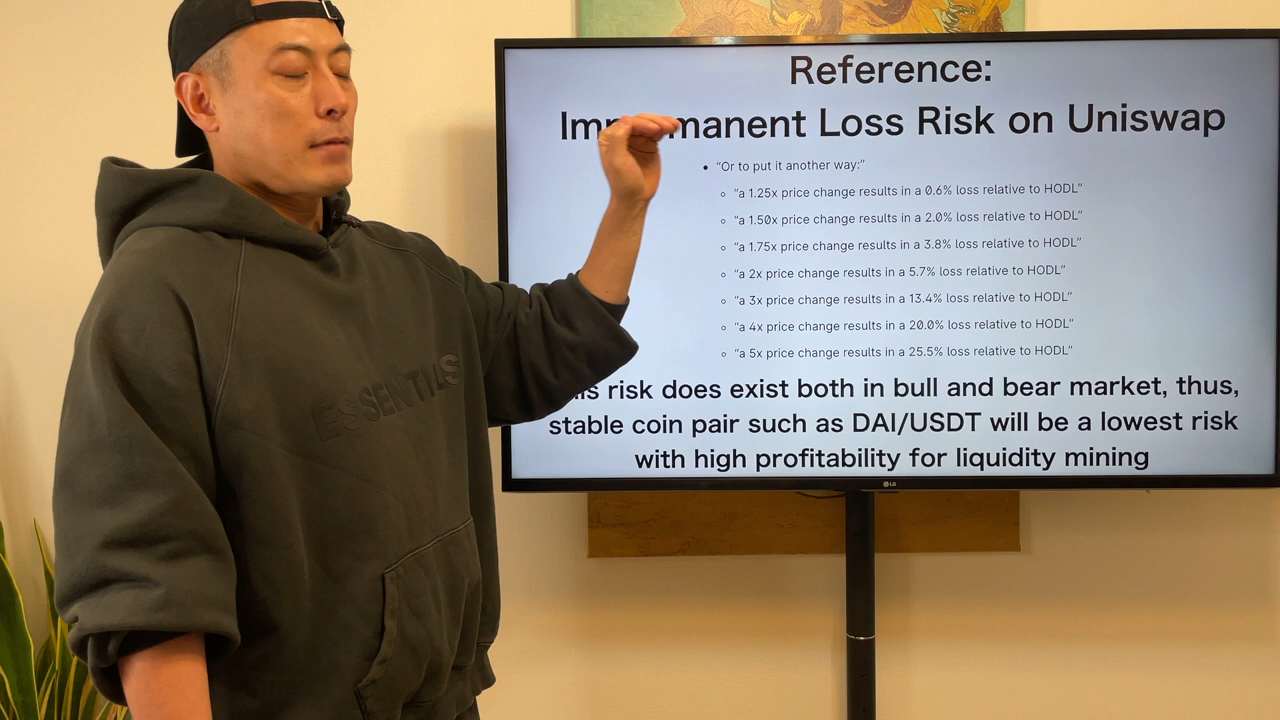 Reference:
Loss Risk on Uniswap
• “Or to put it another way:”
◦ “a 1.25x price change results in a 0.6% loss relative to HODL”
◦ “a 1.50x price change results in a 2.0% loss relative to HODL”
◦ “a 1.75x price change results in a 3.8% loss relative to HODL”
◦ “a 2x price change results in a 5.7% loss relative to HODL”
◦ “a 3x price change results in a 13.4% loss relative to HODL”
◦ “a 4x price change results in a 20.0% loss relative to HODL”
◦ “a 5x price change results in a 25.5% loss relative to HODL”
risk does exist both in bull and bear market, thus,
stable coin pair such as DAI/USDT will be a lowest risk
with high profitability for liquidity mining
LG
ESSENTIALS